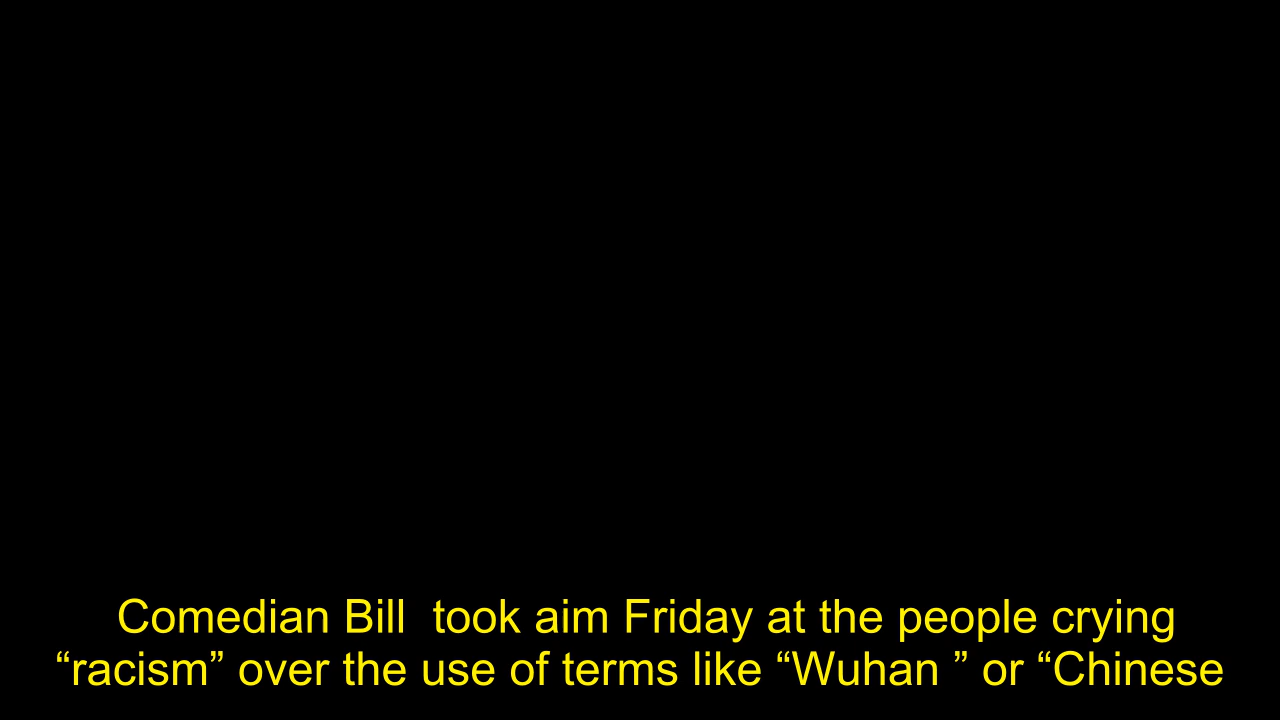 Comedian Bill  took aim Friday at the people crying
“racism” over the use of terms like “Wuhan ” or “Chinese